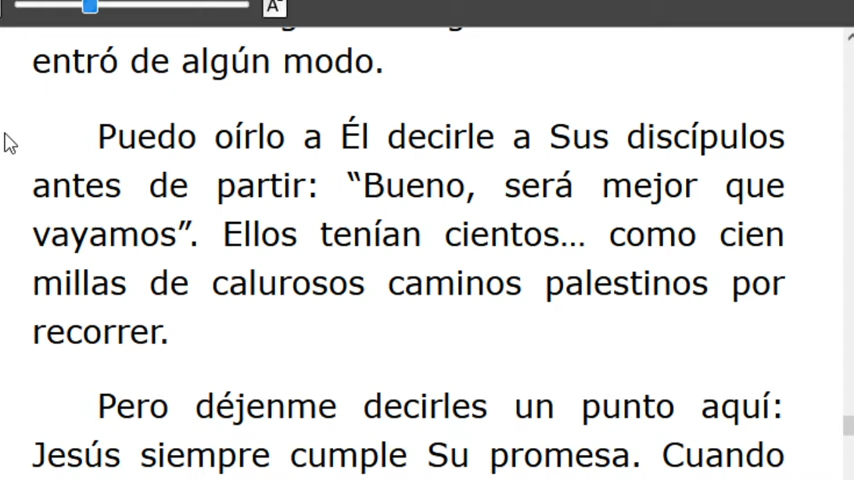 A
entró de algún modo.
Puedo oírlo a Él decirle a Sus discípulos
antes de partir: “Bueno, será mejor que
vayamos”. Ellos tenían cientos… como cien
millas de calurosos caminos palestinos por
recorrer.
Pero déjenme decirles un punto aquí:
Jesús siempre cumple Su promesa. Cuando